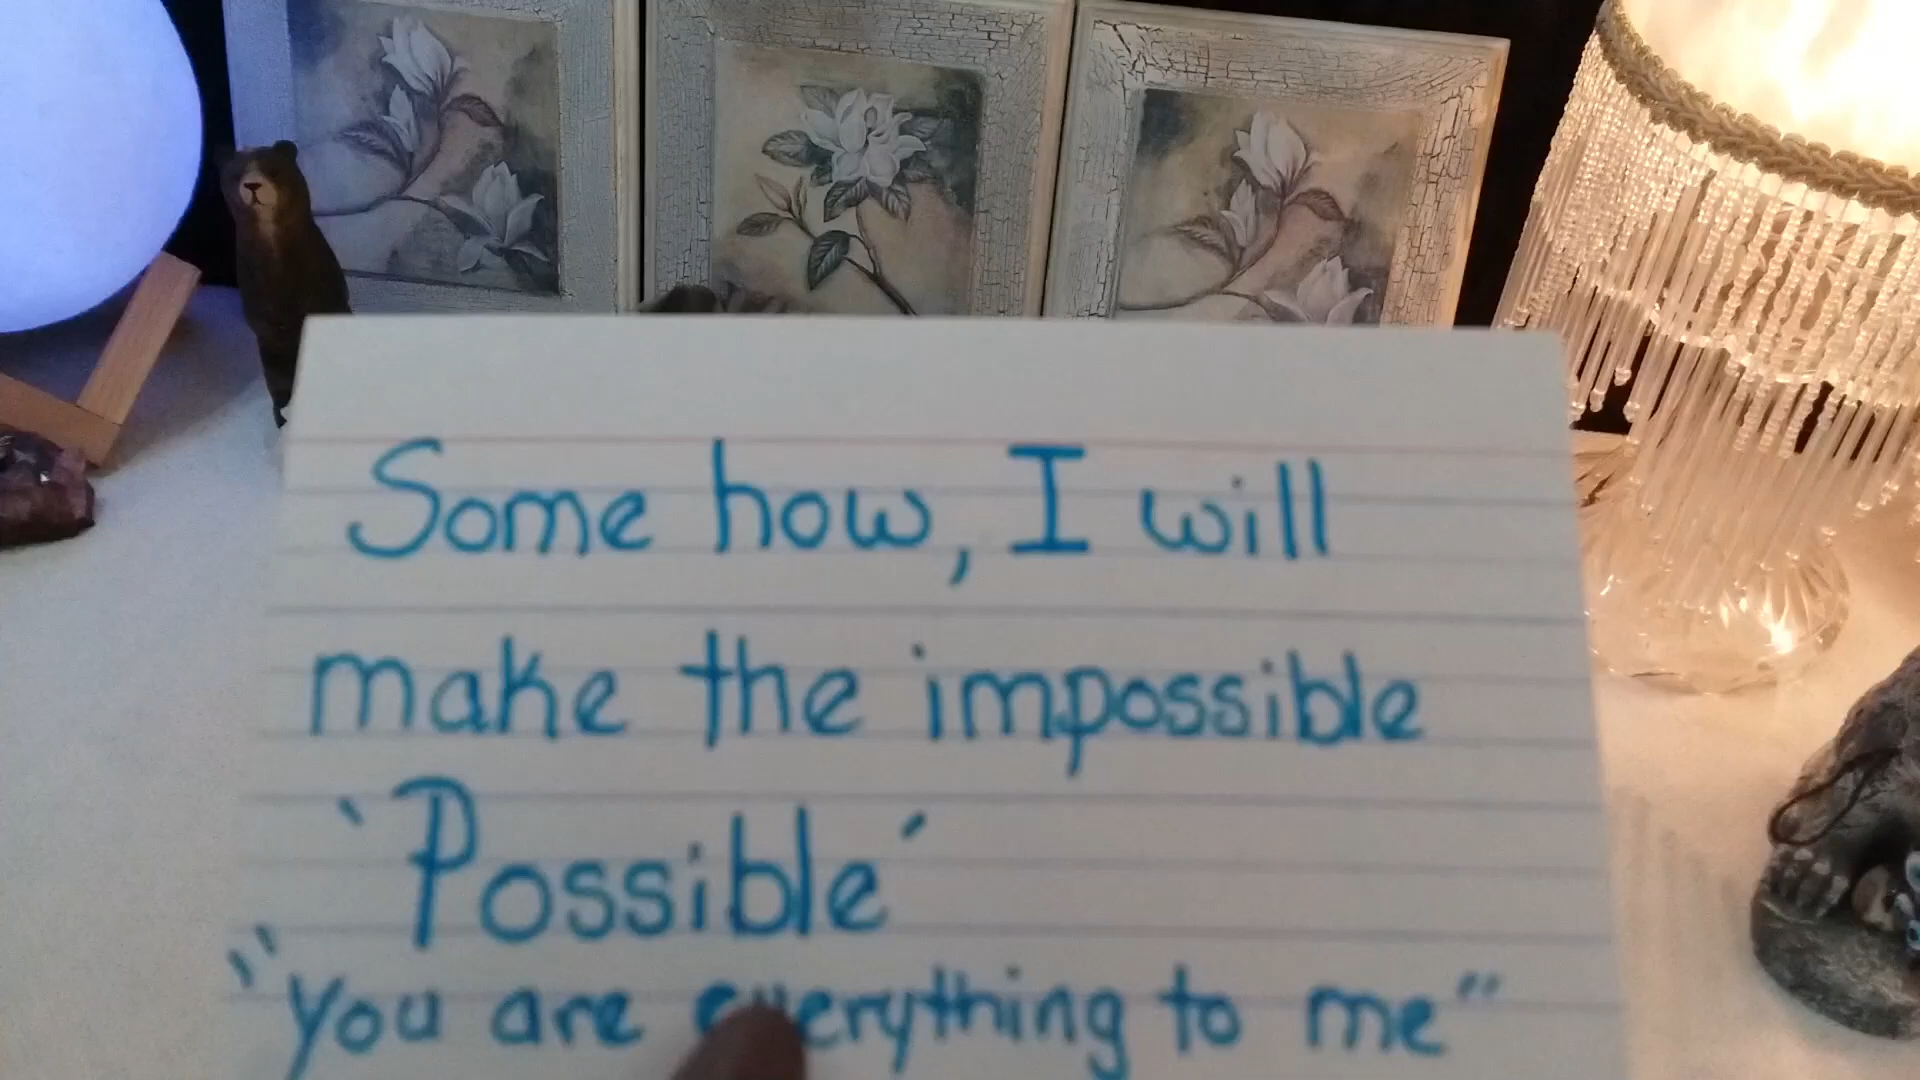 Some how, I will
make the impossible
'Possible'
"You are everything to me"